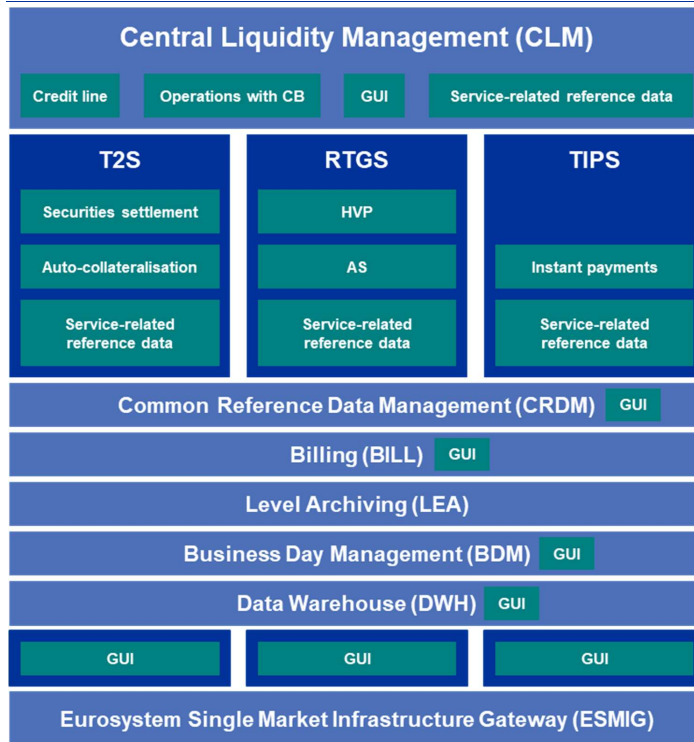 Central Liquidity Management (CLM)
Credit line
Operations with CB
GUI
Service-related reference data
T2S
Securities settlement
Auto-collateralisation
Service-related
reference data
RTGS
HVP
AS
Service-related
reference data
TIPS
Instant payments
Service-related
reference data
Common Reference Data Management (CRDM) GUI
Billing (BILL) GUI
Level Archiving (LEA)
Business Day Management (BDM) GUI
Data Warehouse (DWH) GUI
GUI
GUI
GUI
Eurosystem Single Market Infrastructure Gateway (ESMIG)